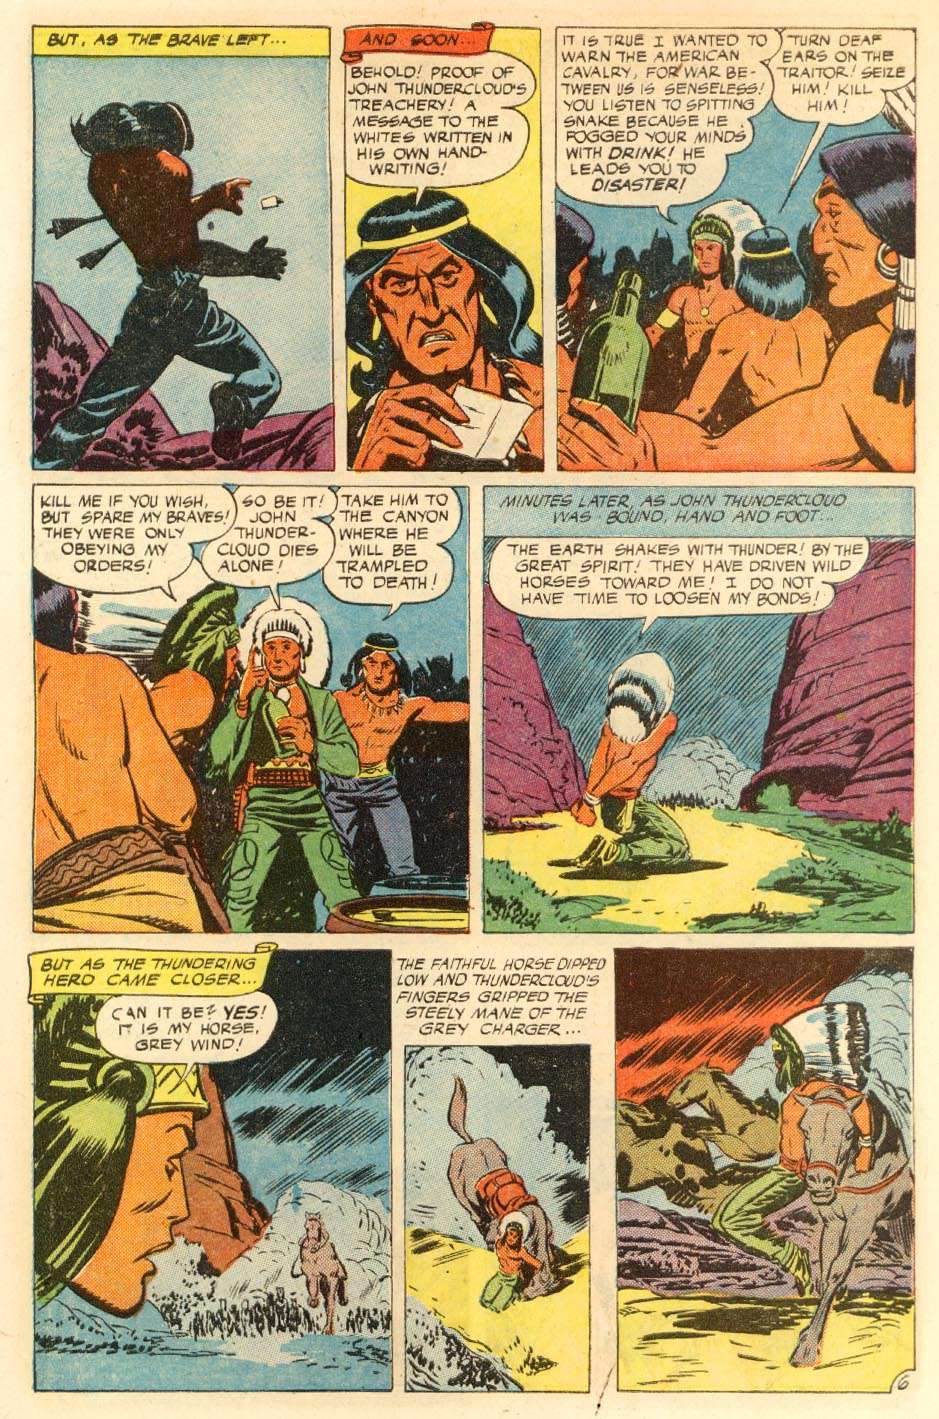 BUT, AS THE BRAVE LEFT...
AND SOON...
BEHOLD! PROOF OF
JOHN THUNDERCLOUD'S
TREACHERY! A
MESSAGE TO THE
WHITES WRITTEN IN
HIS OWN HAND-
WRITING!
IT IS TRUE I WANTED TO
WARN THE AMERICAN
CAVALRY, FOR WAR BE-
TWEEN US IS SENSELESS!
YOU LISTEN TO SPITTING
SNAKE BECAUSE HE
FOGGED YOUR MINDS
WITH DRINK! HE
LEADS YOU TO
DISASTER!
TURN DEAF
EARS ON THE
TRAITOR! SEIZE
HIM! KILL
HIM!
KILL ME IF YOU WISH,
BUT SPARE MY BRAVES!
THEY WERE ONLY
OBEYING MY
ORDERS!
SO BE IT!
JOHN
THUNDER-
CLOUD DIES
ALONE!
TAKE HIM TO
THE CANYON
WHERE HE
WILL BE
TRAMPLED
TO DEATH!
MINUTES LATER, AS JOHN THUNDERCLOUD
WAS BOUND, HAND AND FOOT...
THE EARTH SHAKES WITH THUNDER! BY THE
GREAT SPIRIT! THEY HAVE DRIVEN WILD
HORSES TOWARD ME! I DO NOT
HAVE TIME TO LOOSEN MY BONDS!
BUT AS THE THUNDERING
HERD CAME CLOSER...
CAN IT BE? YES!
IT IS MY HORSE,
GREY WIND!
THE FAITHFUL HORSE DIPPED
LOW AND THUNDERCLOUD'S
FINGERS GRIPPED THE
STEELY MANE OF THE
GREY CHARGER...
6